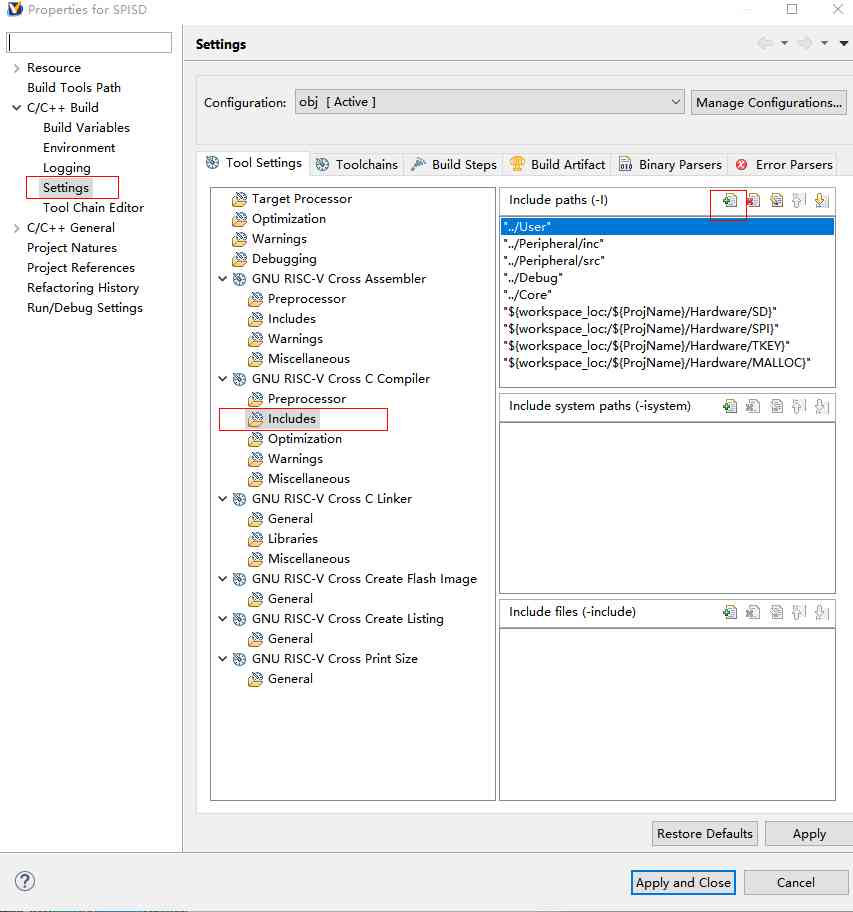 Properties for SPISD
Resource
Build Tools Path
C/C++ Build
Build Variables
Environment
Logging
Settings
Tool Chain Editor
C/C++ General
Project Natures
Project References
Refactoring History
Run/Debug Settings
Settings
Configuration:
obj [ Active ]
Manage Configurations...
Tool Settings
Toolchains
Build Steps
Build Artifact
Binary Parsers
Error Parsers
Target Processor
Optimization
Warnings
Debugging
GNU RISC-V Cross Assembler
Preprocessor
Includes
Warnings
Miscellaneous
GNU RISC-V Cross C Compiler
Preprocessor
Includes
Optimization
Warnings
Miscellaneous
GNU RISC-V Cross C Linker
General
Libraries
Miscellaneous
GNU RISC-V Cross Create Flash Image
General
GNU RISC-V Cross Create Listing
General
GNU RISC-V Cross Print Size
General
Include paths (-I)
"../User"
"../Peripheral/inc"
"../Peripheral/src"
"../Debug"
"../Core"
"${workspace_loc:/${ProjName}/Hardware/SD}"
"${workspace_loc:/${ProjName}/Hardware/SPI}"
"${workspace_loc:/${ProjName}/Hardware/TKEY}"
"${workspace_loc:/${ProjName}/Hardware/MALLOC}"
Include system paths (-isystem)
Include files (-include)
Restore Defaults
Apply
Apply and Close
Cancel